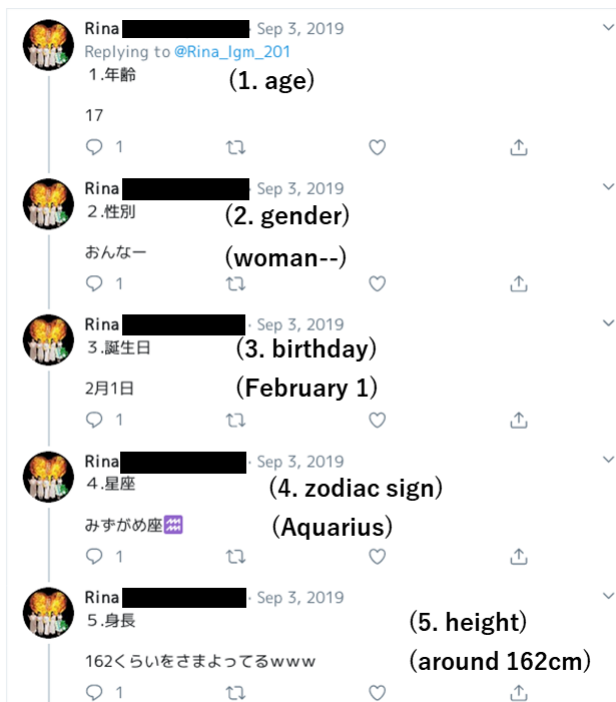 Rina · Sep 3, 2019
Replying to @Rina_lgm_201
1.年齢 (1. age)
17
1
Rina · Sep 3, 2019
２.性別 (2. gender)
おんなー (woman--)
1
Rina · Sep 3, 2019
３.誕生日 (3. birthday)
2月1日 (February 1)
1
Rina · Sep 3, 2019
４.星座 (4. zodiac sign)
みずがめ座♒ (Aquarius)
1
Rina · Sep 3, 2019
５.身長 (5. height)
162くらいをさまよってるｗｗｗ (around 162cm)
1